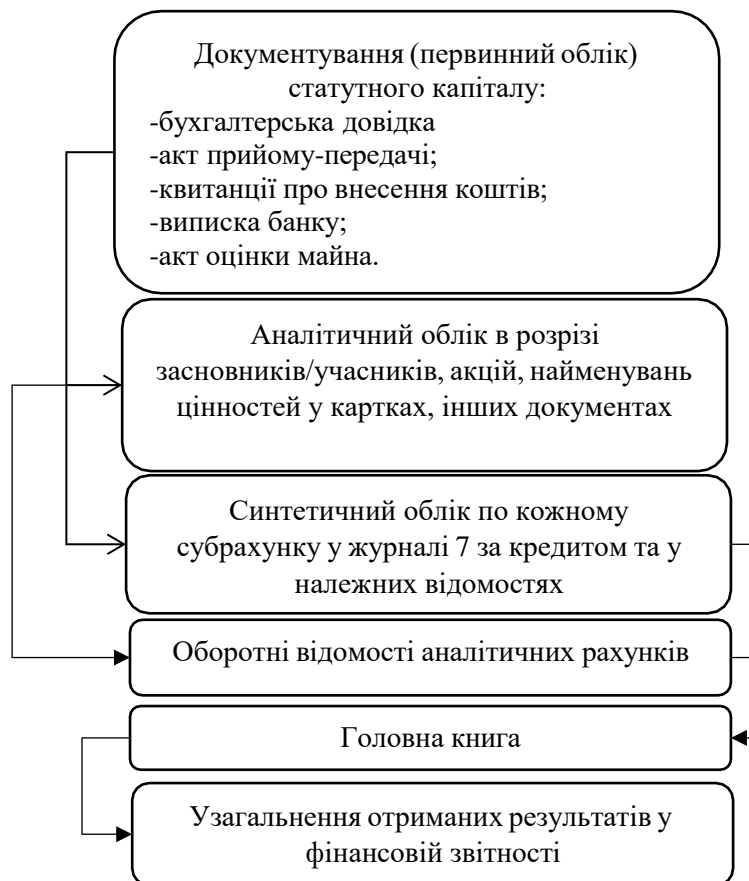 Документування (первинний облік)
статутного капіталу:
-бухгалтерська довідка
-акт прийому-передачі;
-квитанції про внесення коштів;
-виписка банку;
-акт оцінки майна.
Аналітичний облік в розрізі
засновників/учасників, акцій, найменувань
цінностей у картках, інших документах
Синтетичний облік по кожному
субрахунку у журналі 7 за кредитом та у
належних відомостях
Оборотні відомості аналітичних рахунків
Головна книга
Узагальнення отриманих результатів у
фінансовій звітності